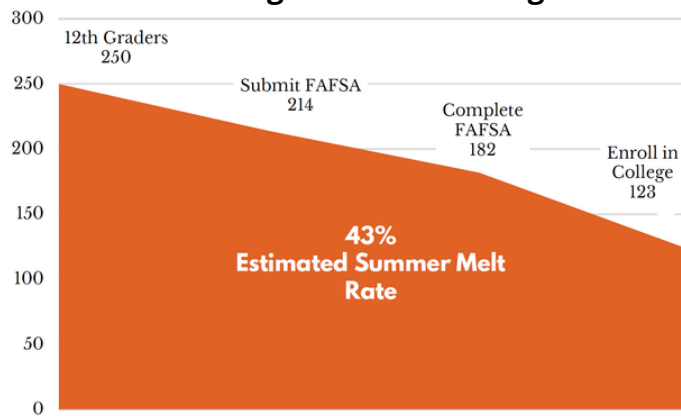 300
250
200
150
100
50
0
12th Graders
250
Submit FAFSA
214
Complete
FAFSA
182
Enroll in
College
123
43%
Estimated Summer Melt
Rate